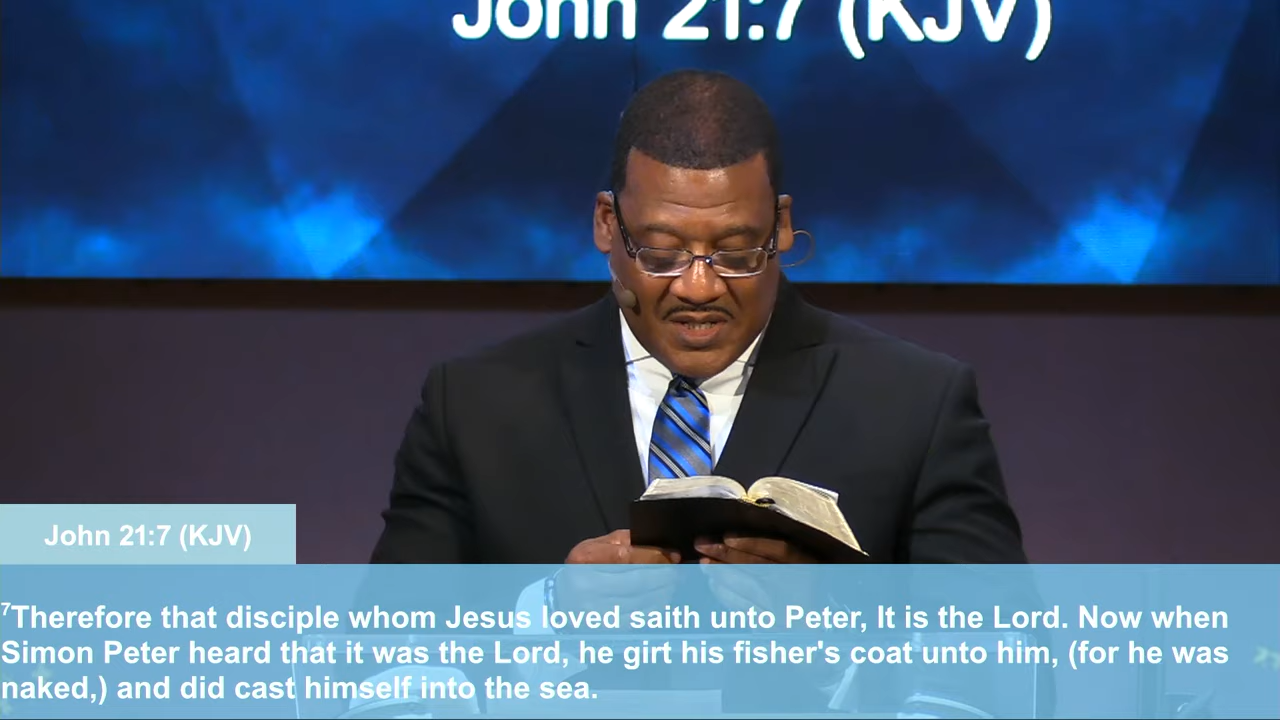 John 21:7 (KJV)
John 21:7 (KJV)
⁷Therefore that disciple whom Jesus loved saith unto Peter, It is the Lord. Now when
Simon Peter heard that it was the Lord, he girt his fisher's coat unto him, (for he was
naked,) and did cast himself into the sea.